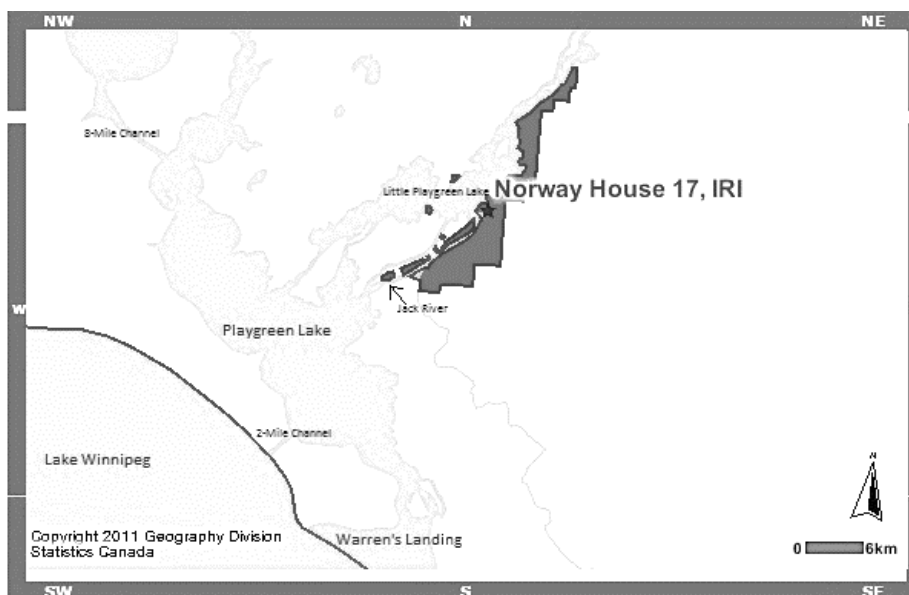 NW N NE
8-Mile Channel
Little Playgreen Lake
Norway House 17, IRI
Jack River
W
Playgreen Lake
2-Mile Channel
Lake Winnipeg
N
Copyright 2011 Geography Division
Statistics Canada
Warren's Landing
0 6km
SW S SE